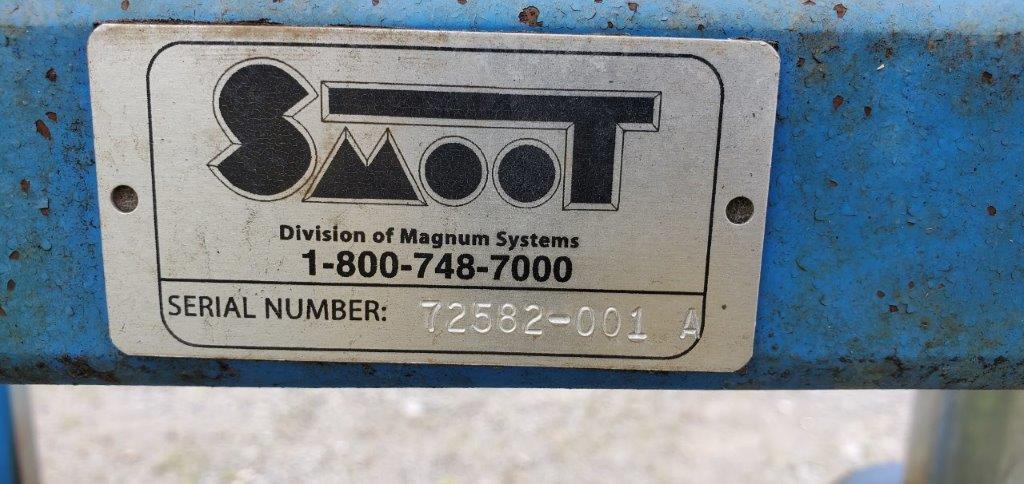 SMOOT
Division of Magnum Systems
1-800-748-7000
SERIAL NUMBER: 72582-001 A